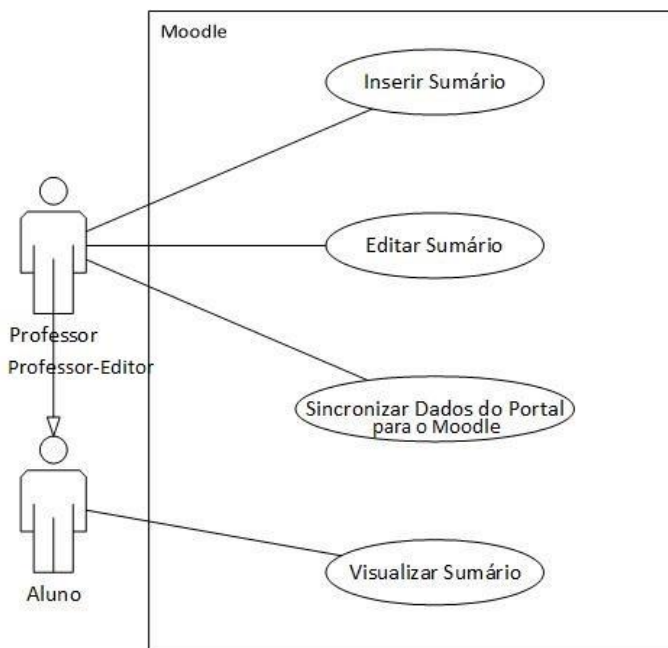 Moodle
Inserir Sumário
Editar Sumário
Professor
Professor-Editor
Sincronizar Dados do Portal
para o Moodle
Visualizar Sumário
Aluno